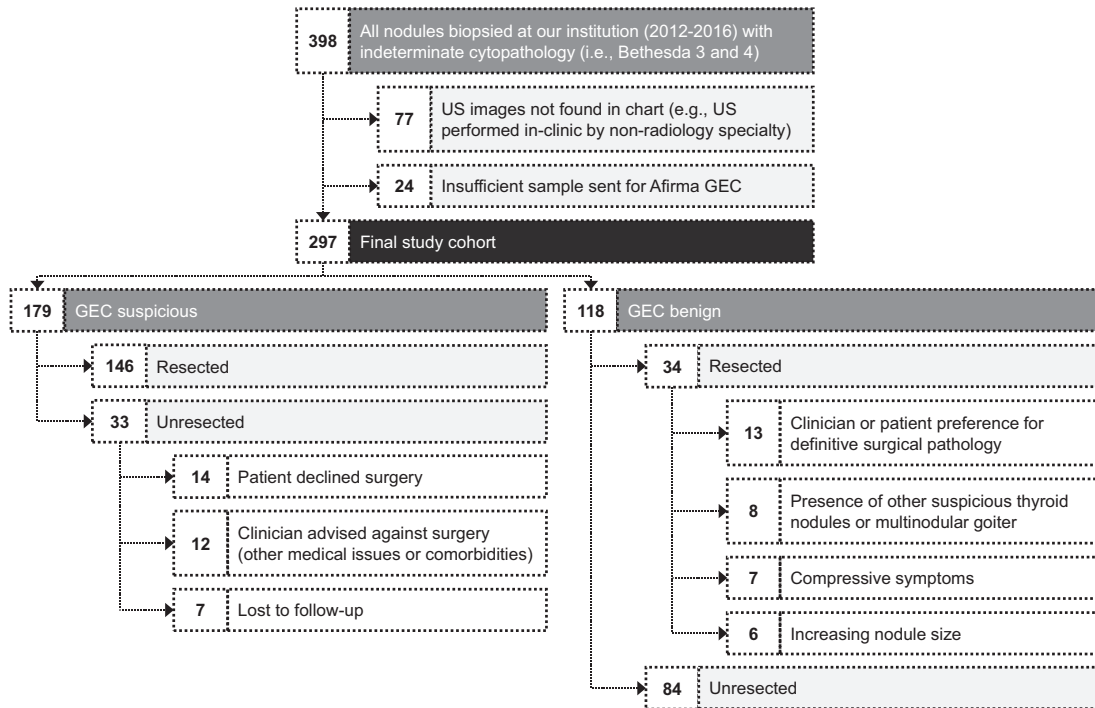 398
All nodules biopsied at our institution (2012-2016) with
indeterminate cytopathology (i.e., Bethesda 3 and 4)
77
US images not found in chart (e.g., US
performed in-clinic by non-radiology specialty)
24
Insufficient sample sent for Afirma GEC
297
Final study cohort
179
GEC suspicious
146
Resected
33
Unresected
14
Patient declined surgery
12
Clinician advised against surgery
(other medical issues or comorbidities)
7
Lost to follow-up
118
GEC benign
34
Resected
13
Clinician or patient preference for
definitive surgical pathology
8
Presence of other suspicious thyroid
nodules or multinodular goiter
7
Compressive symptoms
6
Increasing nodule size
84
Unresected